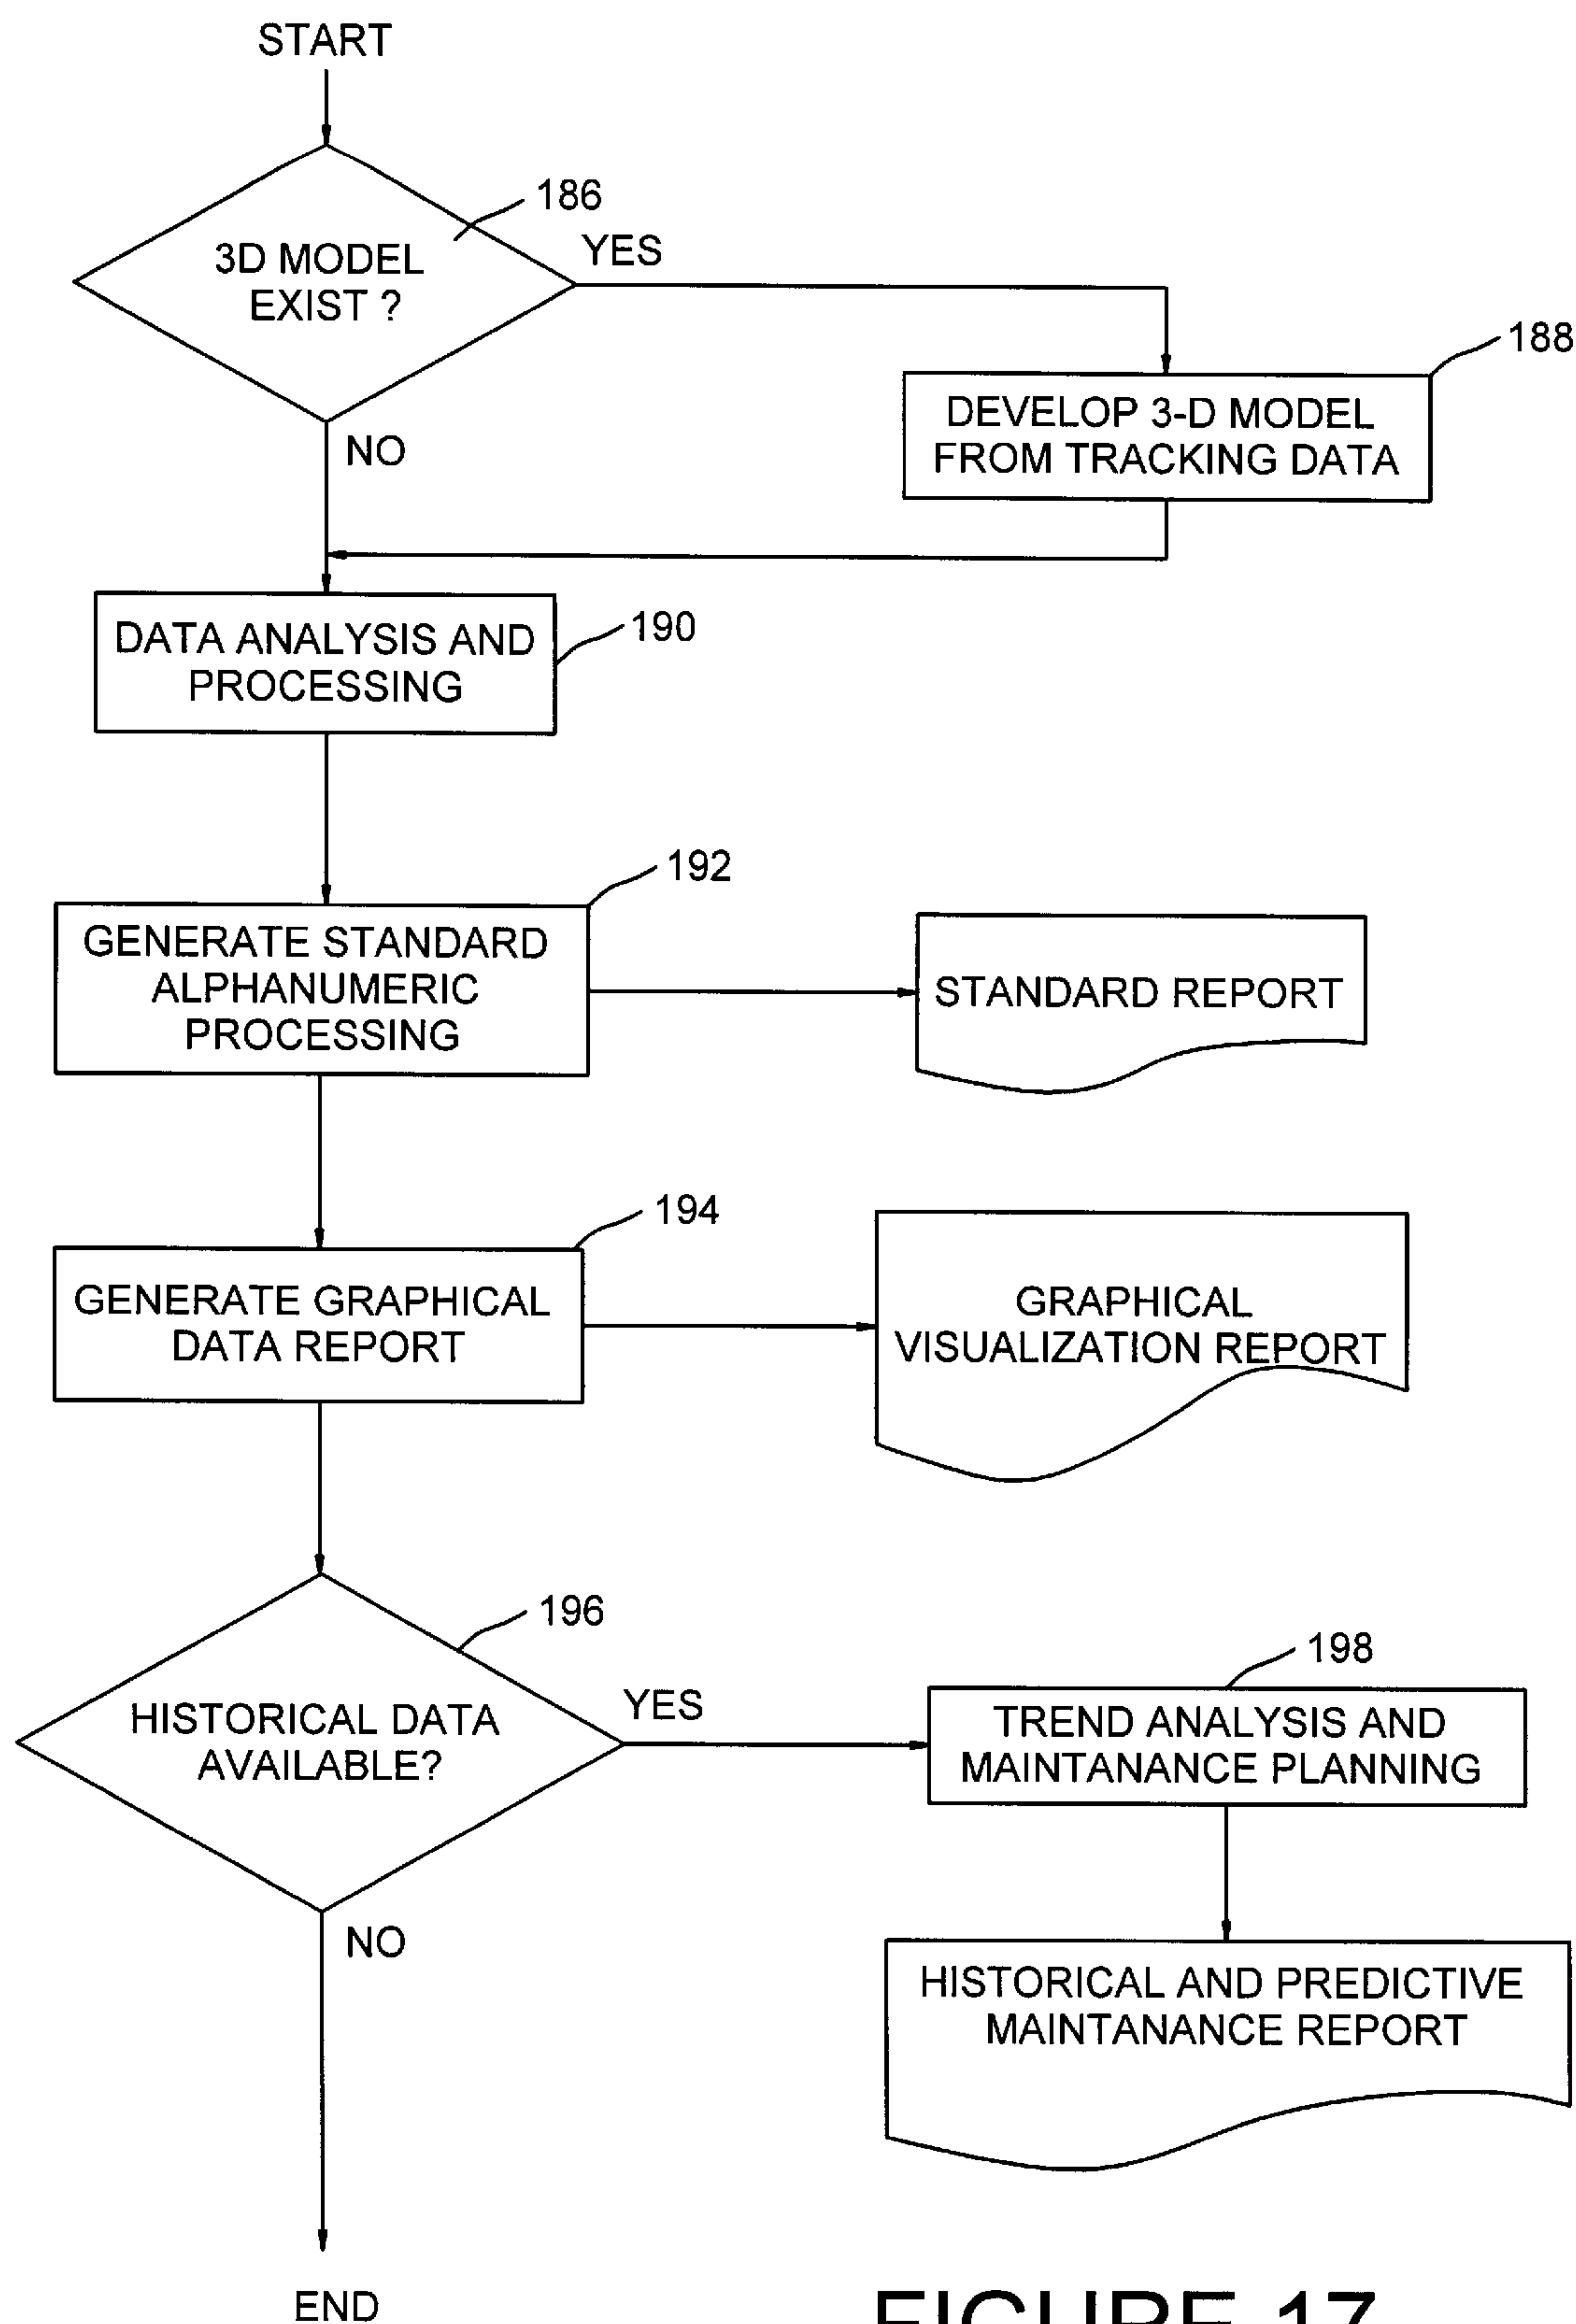 START
186
3D MODEL
EXIST ?
YES
188
DEVELOP 3-D MODEL
FROM TRACKING DATA
NO
190
DATA ANALYSIS AND
PROCESSING
192
GENERATE STANDARD
ALPHANUMERIC
PROCESSING
STANDARD REPORT
194
GENERATE GRAPHICAL
DATA REPORT
GRAPHICAL
VISUALIZATION REPORT
196
HISTORICAL DATA
AVAILABLE?
YES
198
TREND ANALYSIS AND
MAINTANANCE PLANNING
NO
HISTORICAL AND PREDICTIVE
MAINTANANCE REPORT
END
FIGURE 17